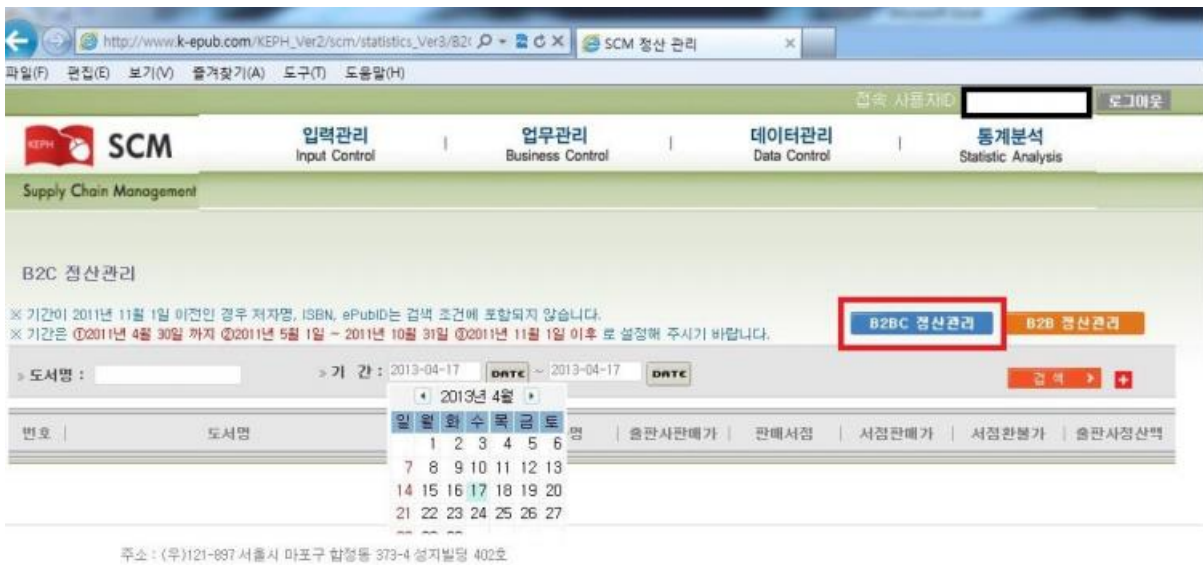 http://www.k-epub.com/KEPH_Ver2/scm/statistics_Ver3/B2(
SCM 정산 관리
파일(F) 편집(E) 보기(V) 즐겨찾기(A) 도구(T) 도움말(H)
접속 사용자ID 로그아웃
KEPH SCM
입력관리 | 업무관리 | 데이터관리 | 통계분석
Input Control Business Control Data Control Statistic Analysis
Supply Chain Management
B2C 정산관리
※ 기간이 2011년 11월 1일 이전인 경우 저자명, ISBN, ePubID는 검색 조건에 포함되지 않습니다.
※ 기간은 ①2011년 4월 30일 까지 ②2011년 5월 1일 ~ 2011년 10월 31일 ③2011년 11월 1일 이후 로 설정해 주시기 바랍니다.
B2BC 정산관리 B2B 정산관리
» 도서명 : » 기 간 : 2013-04-17 DATE ~ 2013-04-17 DATE 검색
2013년 4월
일 월 화 수 목 금 토
1 2 3 4 5 6
7 8 9 10 11 12 13
14 15 16 17 18 19 20
21 22 23 24 25 26 27
번호 | 도서명 명 | 출판사판매가 | 판매서점 | 서점판매가 | 서점환불가 | 출판사정산액
주소 : (우)121-897 서울시 마포구 합정동 373-4 성지빌딩 402호